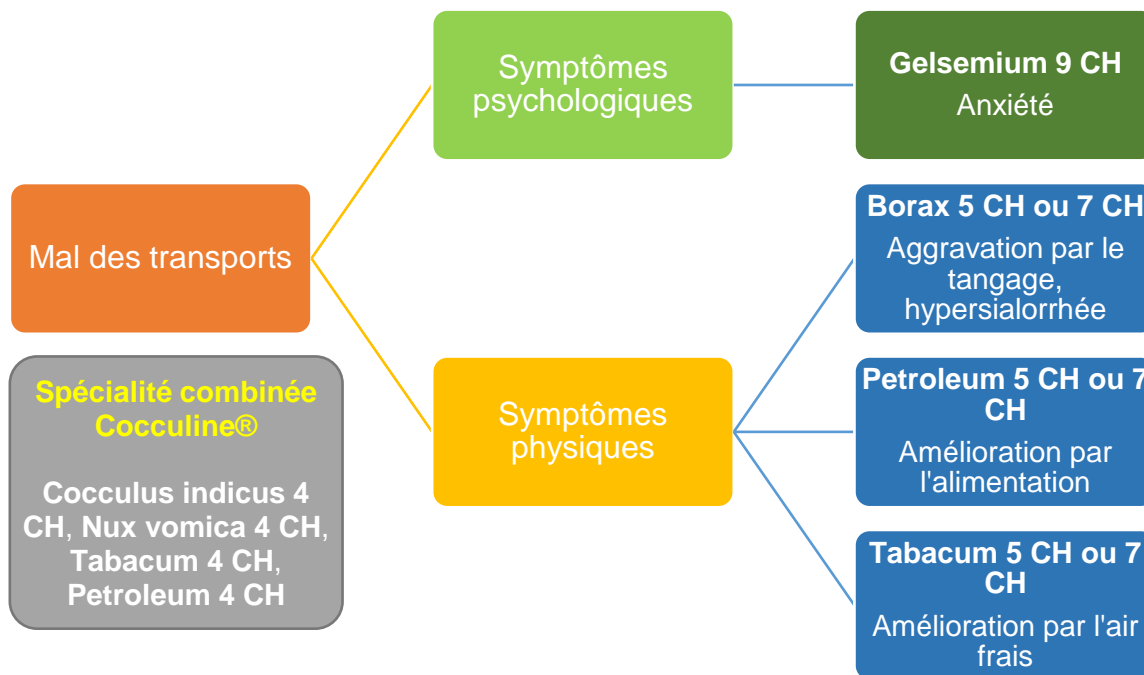 Symptômes
psychologiques
Gelsemium 9 CH
Anxiété
Mal des transports
Borax 5 CH ou 7 CH
Aggravation par le
tangage,
hypersialorrhée
Spécialité combinée
Cocculine®
Cocculus indicus 4
CH, Nux vomica 4 CH,
Tabacum 4 CH,
Petroleum 4 CH
Symptômes
physiques
Petroleum 5 CH ou 7
CH
Amélioration par
l'alimentation
Tabacum 5 CH ou 7
CH
Amélioration par l'air
frais